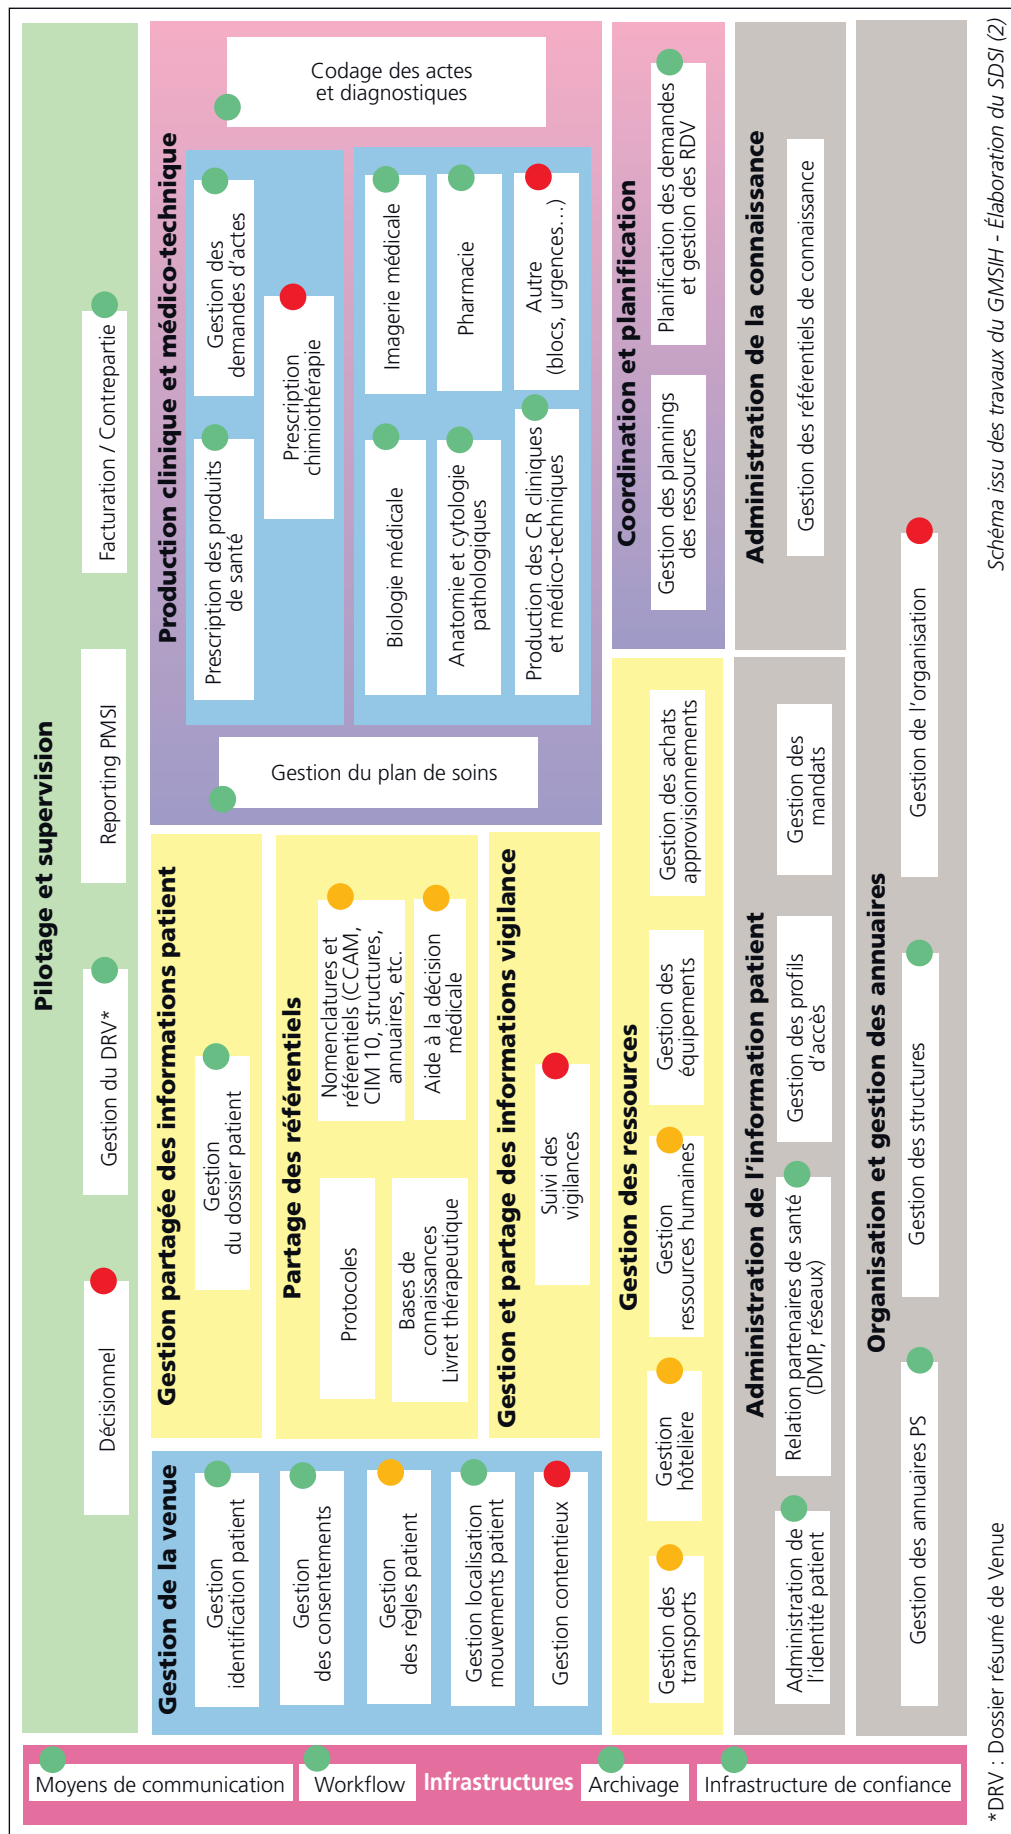 Pilotage et supervision
Décisionnel
Gestion du DRV*
Reporting PMSI
Facturation / Contrepartie
Gestion de la venue
Gestion
identification patient
Gestion
des consentements
Gestion
des règles patient
Gestion localisation
mouvements patient
Gestion contentieux
Gestion partagée des informations patient
Gestion
du dossier patient
Partage des référentiels
Protocoles
Nomenclatures et
référentiels (CCAM,
CIM 10, structures,
annuaires, etc.
Bases de
connaissances
Livret thérapeutique
Aide à la décision
médicale
Gestion et partage des informations vigilance
Suivi des
vigilances
Production clinique et médico-technique
Gestion du plan de soins
Prescription des produits
de santé
Gestion des
demandes d'actes
Prescription
chimiothérapie
Biologie médicale
Imagerie médicale
Anatomie et cytologie
pathologiques
Pharmacie
Production des CR cliniques
et médico-techniques
Autre
(blocs, urgences...)
Codage des actes
et diagnostiques
Gestion des ressources
Gestion des
transports
Gestion
hôtelière
Gestion
ressources humaines
Gestion des
équipements
Gestion des achats
approvisionnements
Coordination et planification
Gestion des plannings
des ressources
Planification des demandes
et gestion des RDV
Administration de l'information patient
Administration de
l'identité patient
Relation partenaires de santé
(DMP, réseaux)
Gestion des profils
d'accès
Gestion des
mandats
Administration de la connaissance
Gestion des référentiels de connaissance
Organisation et gestion des annuaires
Gestion des annuaires PS
Gestion des structures
Gestion de l'organisation
Moyens de communication
Workflow
Infrastructures
Archivage
Infrastructure de confiance
*DRV : Dossier résumé de Venue
Schéma issu des travaux du GMSIH - Élaboration du SDSI (2)